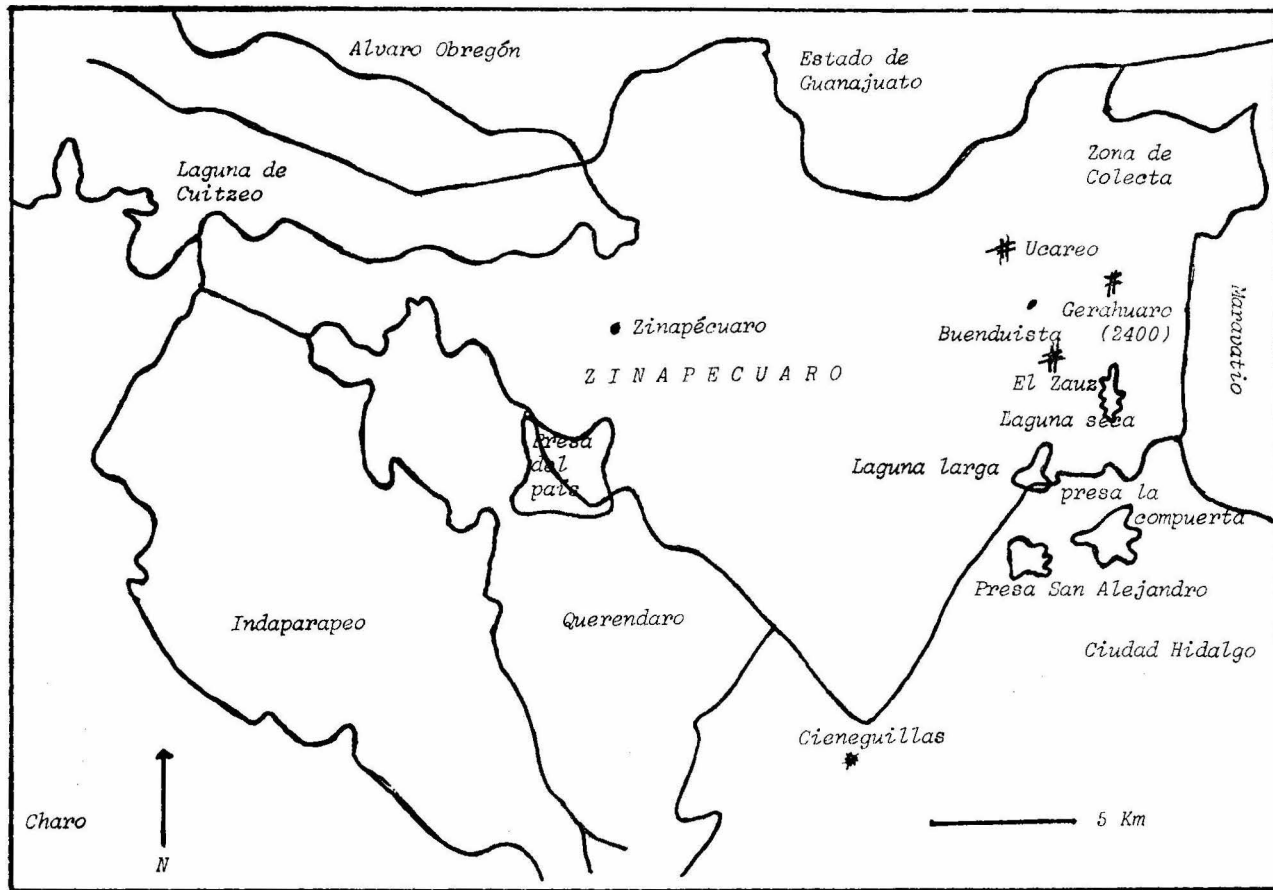 Alvaro Obregón
Estado de
Guanajuato
Laguna de
Cuitzeo
Zona de
Colecta
Ucareo
Gerahuaro
(2400)
Buenduista
Maravatio
Zinapécuaro
ZINAPECUARO
El Zauz
Laguna seca
Presa
del
país
Laguna larga
presa la
compuerta
Presa San Alejandro
Indaparapeo
Querendaro
Ciudad Hidalgo
Cieneguillas
Charo
N
5 Km